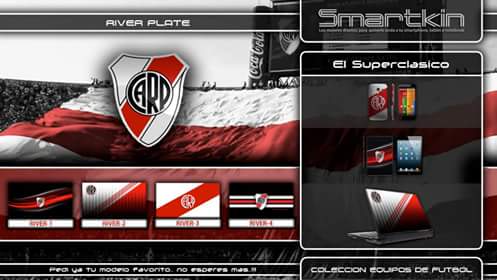 RIVER PLATE
CARP
RIVER-1
RIVER-2
RIVER-3
RIVER-4
Pedi ya tu modelo favorito... no esperes mas.!!
Smartkin
El Superclasico
COLECCION EQUIPOS DE FUTBOL